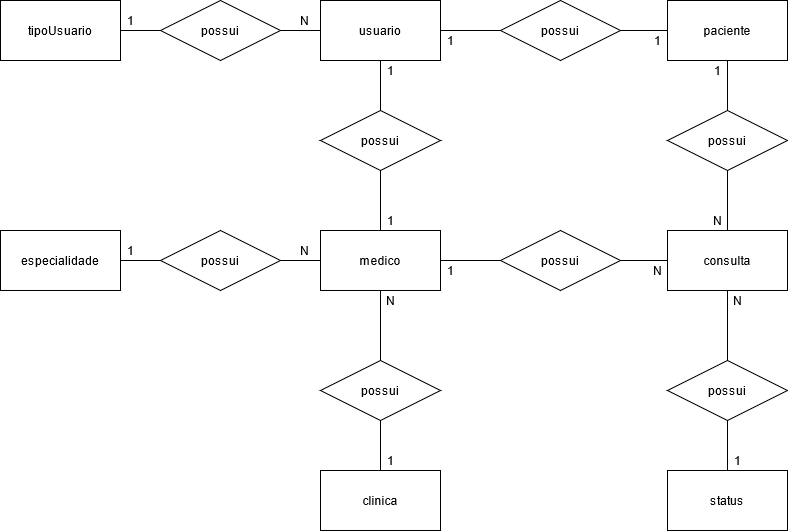 tipoUsuario 1 possui N usuario 1 possui 1 paciente
1 1
possui possui
1 N
especialidade 1 possui N medico 1 possui N consulta
N N
possui possui
1 1
clinica status